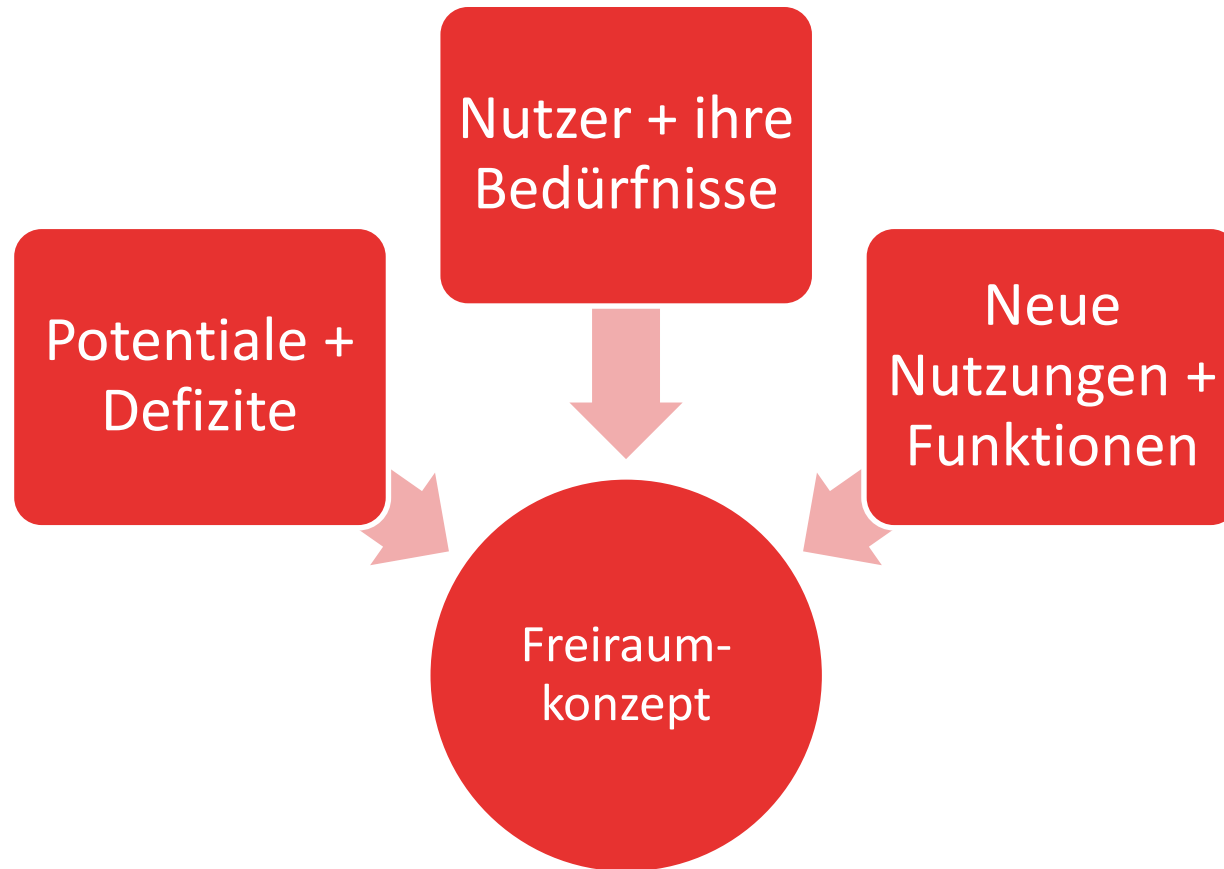 Nutzer + ihre
Bedürfnisse
Potentiale +
Defizite
Neue
Nutzungen +
Funktionen
Freiraum-
konzept